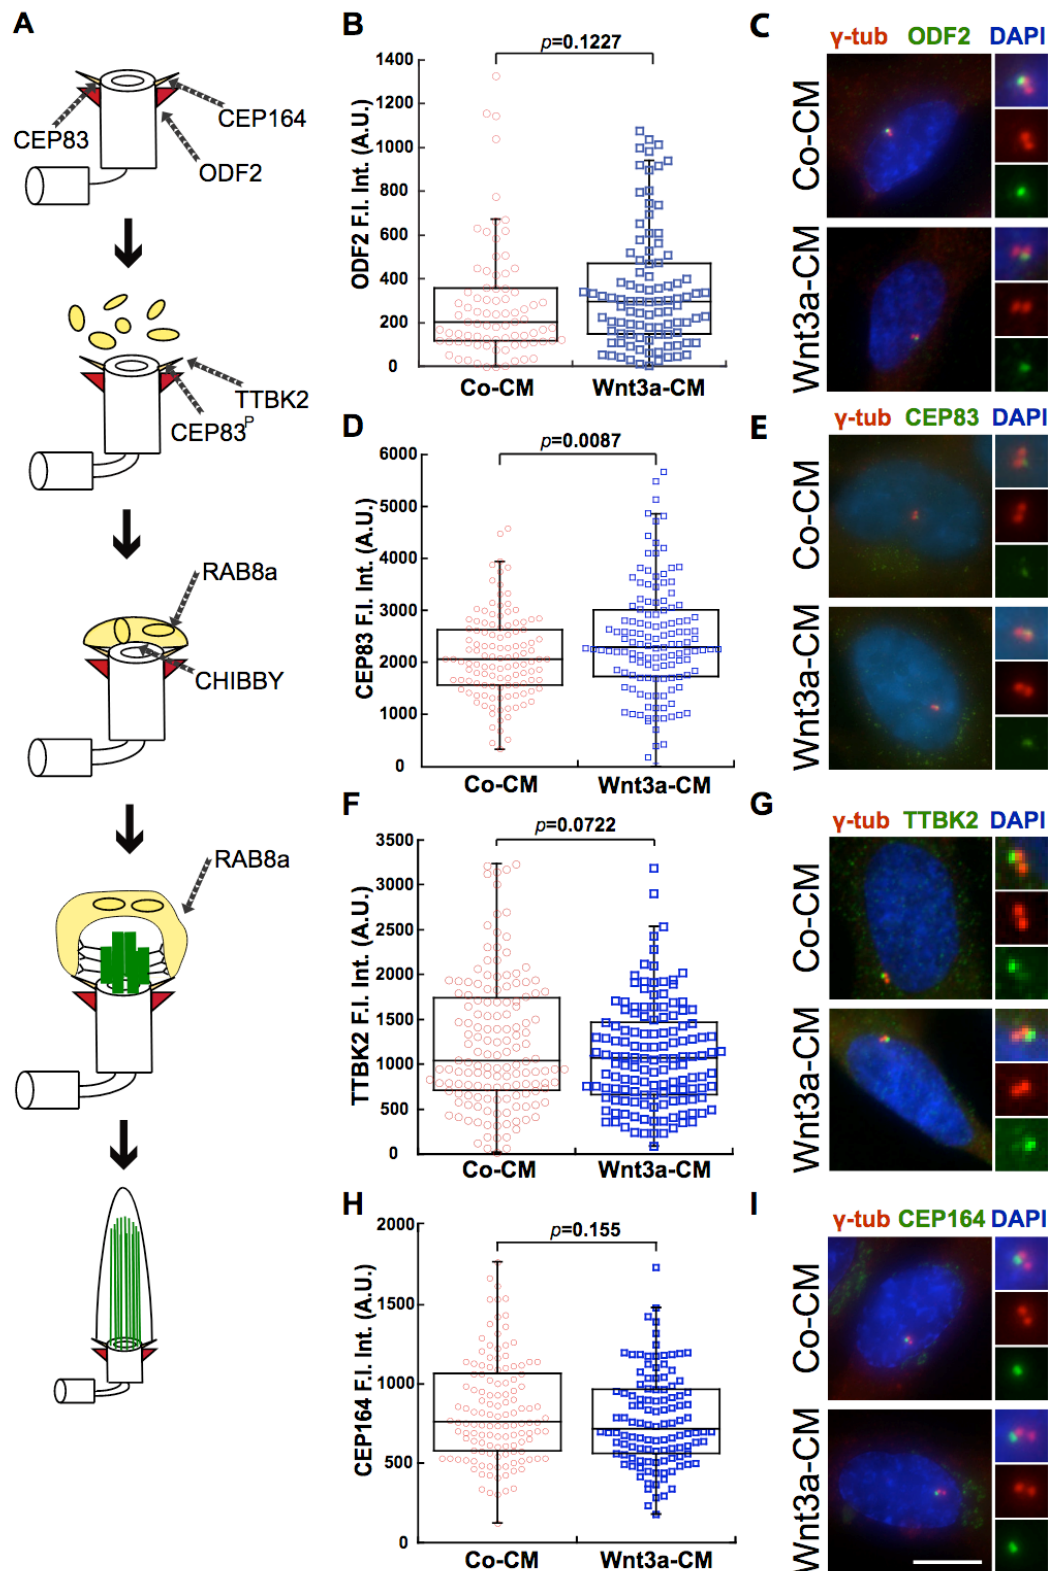 A
CEP83
CEP164
ODF2
TTBK2
CEP83P
RAB8a
CHIBBY
RAB8a
B
p=0.1227
ODF2 F.I. Int. (A.U.)
1400
1200
1000
800
600
400
200
0
Co-CM Wnt3a-CM
C
γ-tub ODF2 DAPI
Co-CM
Wnt3a-CM
D
p=0.0087
CEP83 F.I. Int. (A.U.)
6000
5000
4000
3000
2000
1000
0
Co-CM Wnt3a-CM
E
γ-tub CEP83 DAPI
Co-CM
Wnt3a-CM
F
p=0.0722
TTBK2 F.I. Int. (A.U.)
3500
3000
2500
2000
1500
1000
500
0
Co-CM Wnt3a-CM
G
γ-tub TTBK2 DAPI
Co-CM
Wnt3a-CM
H
p=0.155
CEP164 F.I. Int. (A.U.)
2000
1500
1000
500
0
Co-CM Wnt3a-CM
I
γ-tub CEP164 DAPI
Co-CM
Wnt3a-CM